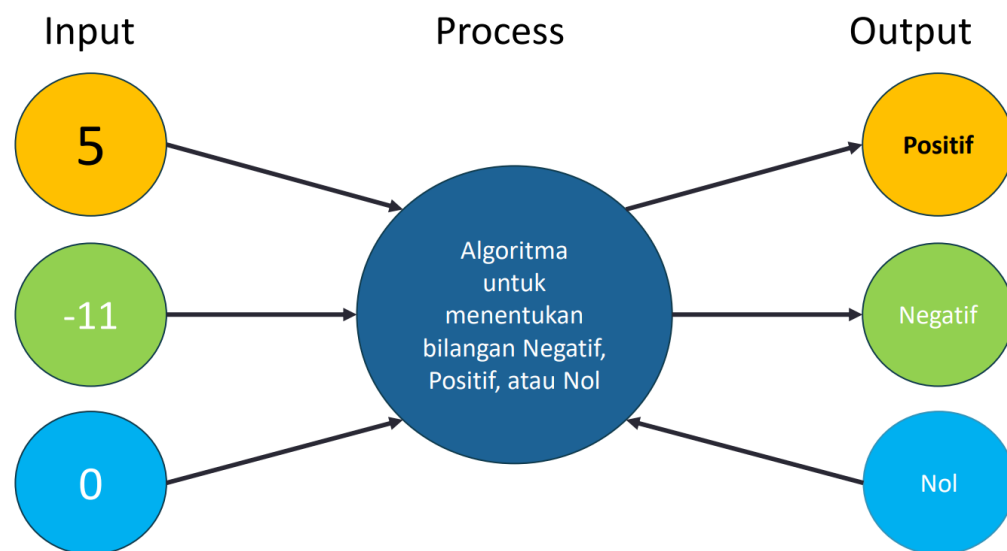 Input
Process
Output
5
Positif
-11
Algoritma
untuk
menentukan
bilangan Negatif,
Positif, atau Nol
Negatif
0
Nol